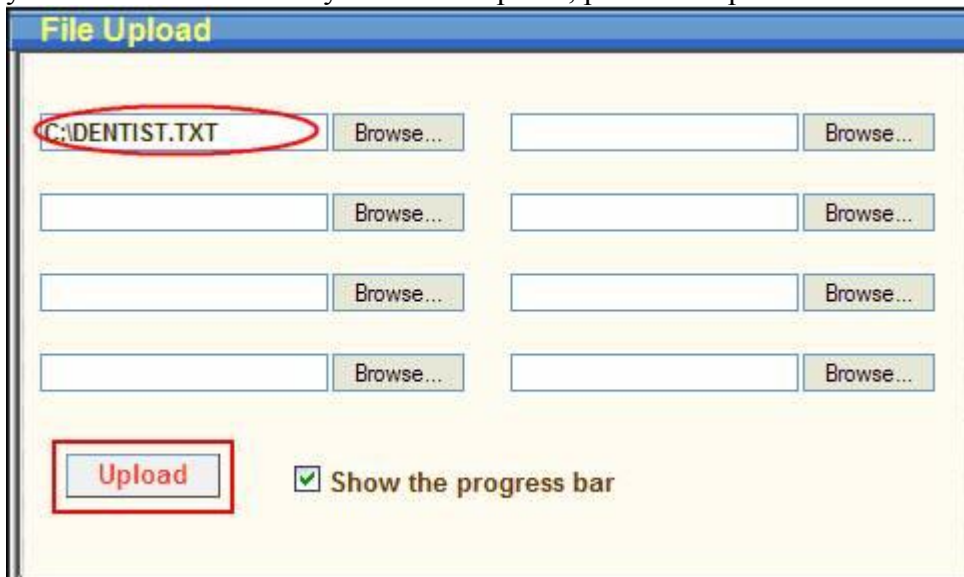 File Upload
C:\DENTIST.TXT Browse... Browse...
Browse... Browse...
Browse... Browse...
Browse... Browse...
Upload Show the progress bar